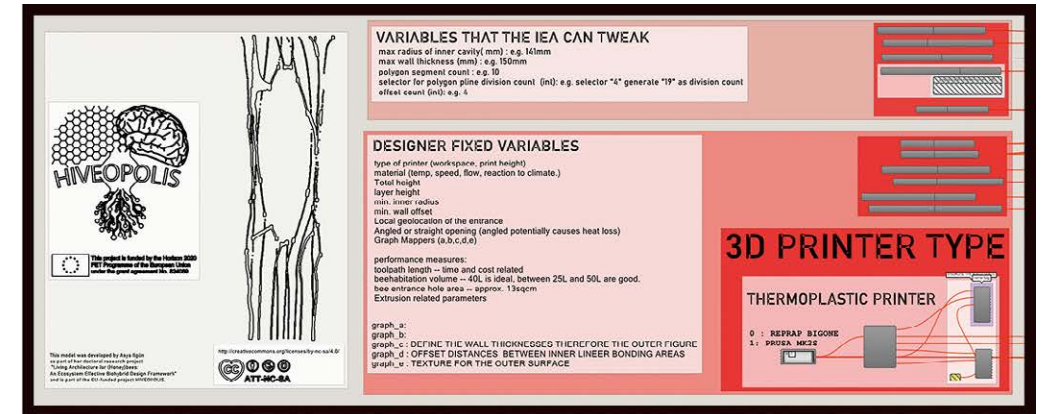 HIVEOPOLIS
This project is funded by the Horizon 2020
FET Programme of the European Union
under the grant agreement No. 824069
This model was developed by Asya Ilgün
as part of her doctoral research project
"Living Architecture for (Honey)bees:
An Ecosystem Effective Biohybrid Design Framework"
and is part of the EU-funded project HIVEOPOLIS.
http://creativecommons.org/licenses/by-nc-sa/4.0/
cc
ATT-NC-SA
VARIABLES THAT THE IEA CAN TWEAK
max radius of inner cavity( mm) : e.g. 141mm
max wall thickness (mm) : e.g. 150mm
polygon segment count : e.g. 10
selector for polygon pline division count (int): e.g. selector "4" generate "19" as division count
offset count (int): e.g. 4
DESIGNER FIXED VARIABLES
type of printer (workspace, print height)
material (temp, speed, flow, reaction to climate.)
Total height
layer height
min. inner radius
min. wall offset
Local geolocation of the entrance
Angled or straight opening (angled potentially causes heat loss)
Graph Mappers (a,b,c,d,e)
performance measures:
toolpath length -- time and cost related
beehabitation volume -- 40L is ideal, between 25L and 50L are good.
bee entrance hole area -- approx. 13sqcm
Extrusion related parameters
graph_a:
graph_b:
graph_c : DEFINE THE WALL THICKNESSES THEREFORE THE OUTER FIGURE
graph_d : OFFSET DISTANCES BETWEEN INNER LINEER BONDING AREAS
graph_e : TEXTURE FOR THE OUTER SURFACE
3D PRINTER TYPE
THERMOPLASTIC PRINTER
0 : REPRAP BIGONE
1: PRUSA MK2S